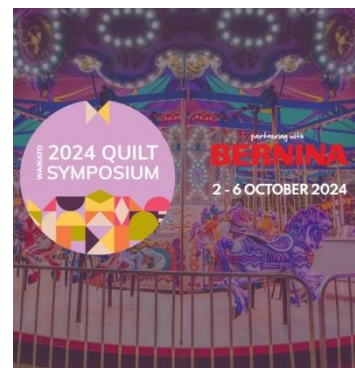 WAIKATO
2024 QUILT
SYMPOSIUM
partnering with
BERNINA
2 - 6 OCTOBER 2024